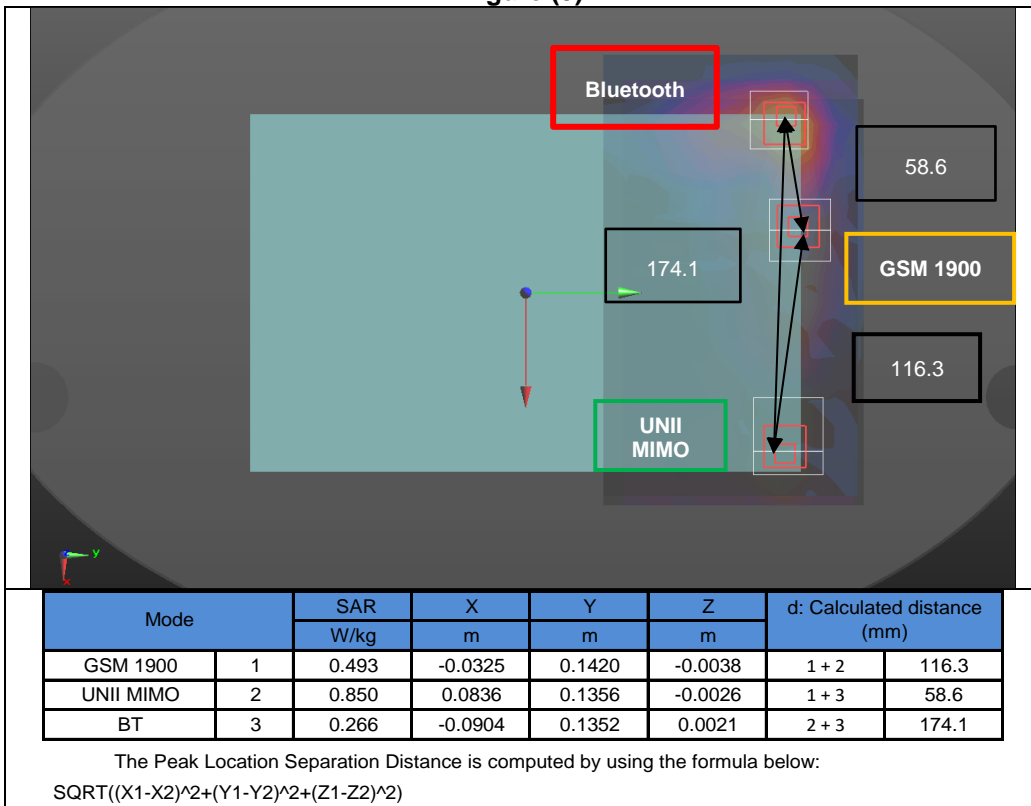 Bluetooth
58.6
174.1
GSM 1900
116.3
UNII
MIMO
y
x
Mode SAR X Y Z d: Calculated distance (mm)
W/kg m m m
GSM 1900 1 0.493 -0.0325 0.1420 -0.0038 1 + 2 116.3
UNII MIMO 2 0.850 0.0836 0.1356 -0.0026 1 + 3 58.6
BT 3 0.266 -0.0904 0.1352 0.0021 2 + 3 174.1
The Peak Location Separation Distance is computed by using the formula below:
SQRT((X1-X2)^2+(Y1-Y2)^2+(Z1-Z2)^2)